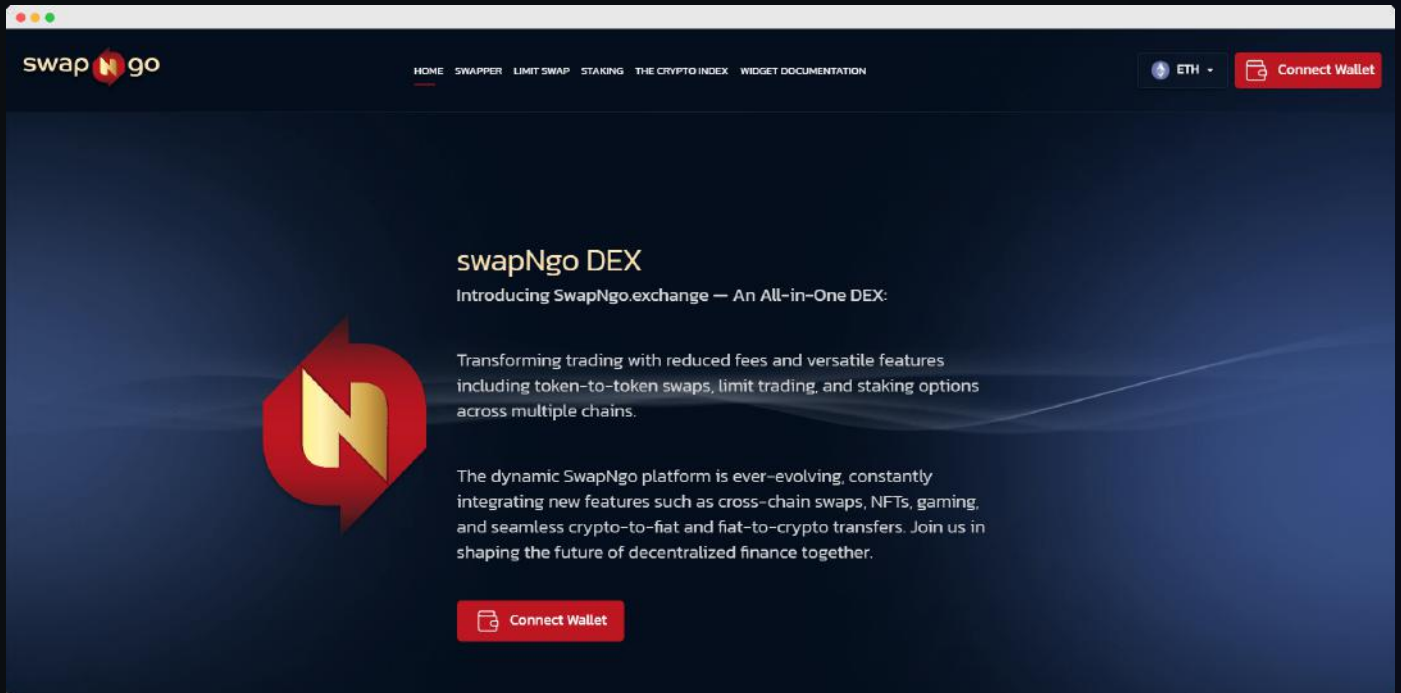 swap N go
HOME SWAPPER LIMIT SWAP STAKING THE CRYPTO INDEX WIDGET DOCUMENTATION
ETH
Connect Wallet
swapNgo DEX
Introducing SwapNgo.exchange — An All-in-One DEX:
Transforming trading with reduced fees and versatile features
including token-to-token swaps, limit trading, and staking options
across multiple chains.
N
The dynamic SwapNgo platform is ever-evolving, constantly
integrating new features such as cross-chain swaps, NFTs, gaming,
and seamless crypto-to-fiat and fiat-to-crypto transfers. Join us in
shaping the future of decentralized finance together.
Connect Wallet